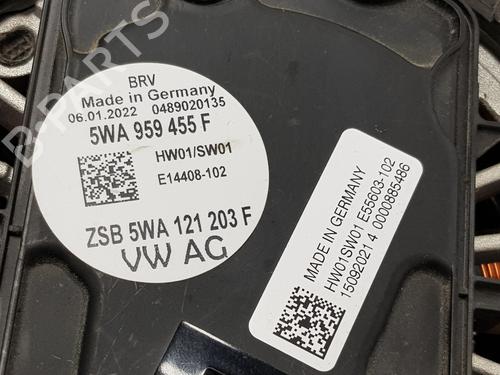 BRV
Made in Germany
06.01.2022 0489020135
5WA 959 455 F
HW01/SW01
E14408-102
ZSB 5WA 121 203 F
VW AG
MADE IN GERMANY
HW01SW01 E55603-102
15092021 4 0000885486
B-PARTS